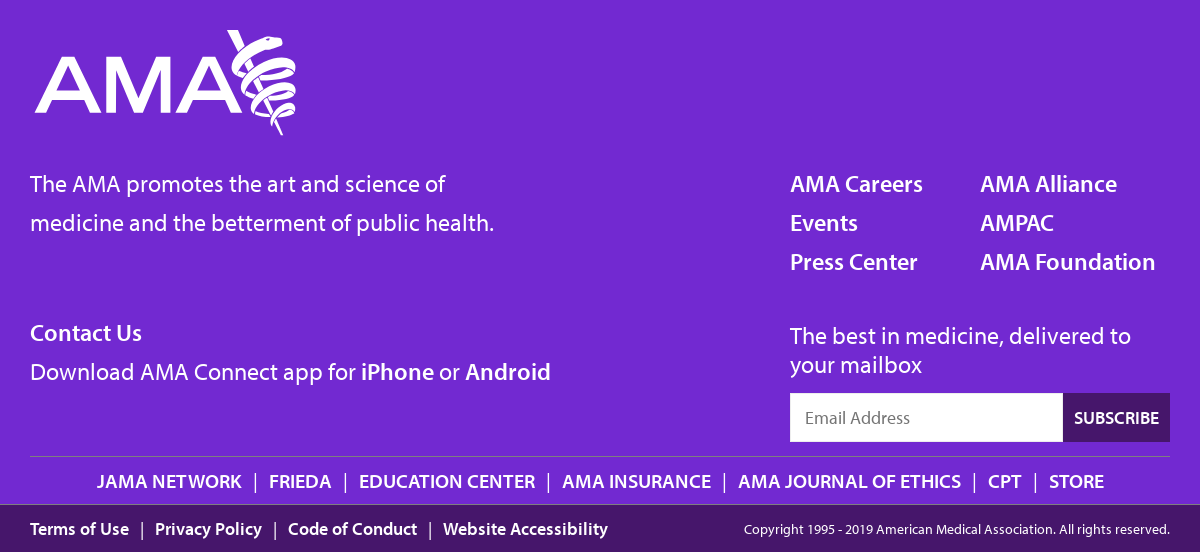 AMA
The AMA promotes the art and science of
medicine and the betterment of public health.
AMA Careers
Events
Press Center
AMA Alliance
AMPAC
AMA Foundation
Contact Us
Download AMA Connect app for iPhone or Android
The best in medicine, delivered to
your mailbox
Email Address
SUBSCRIBE
JAMA NETWORK | FRIEDA | EDUCATION CENTER | AMA INSURANCE | AMA JOURNAL OF ETHICS | CPT | STORE
Terms of Use | Privacy Policy | Code of Conduct | Website Accessibility
Copyright 1995 - 2019 American Medical Association. All rights reserved.